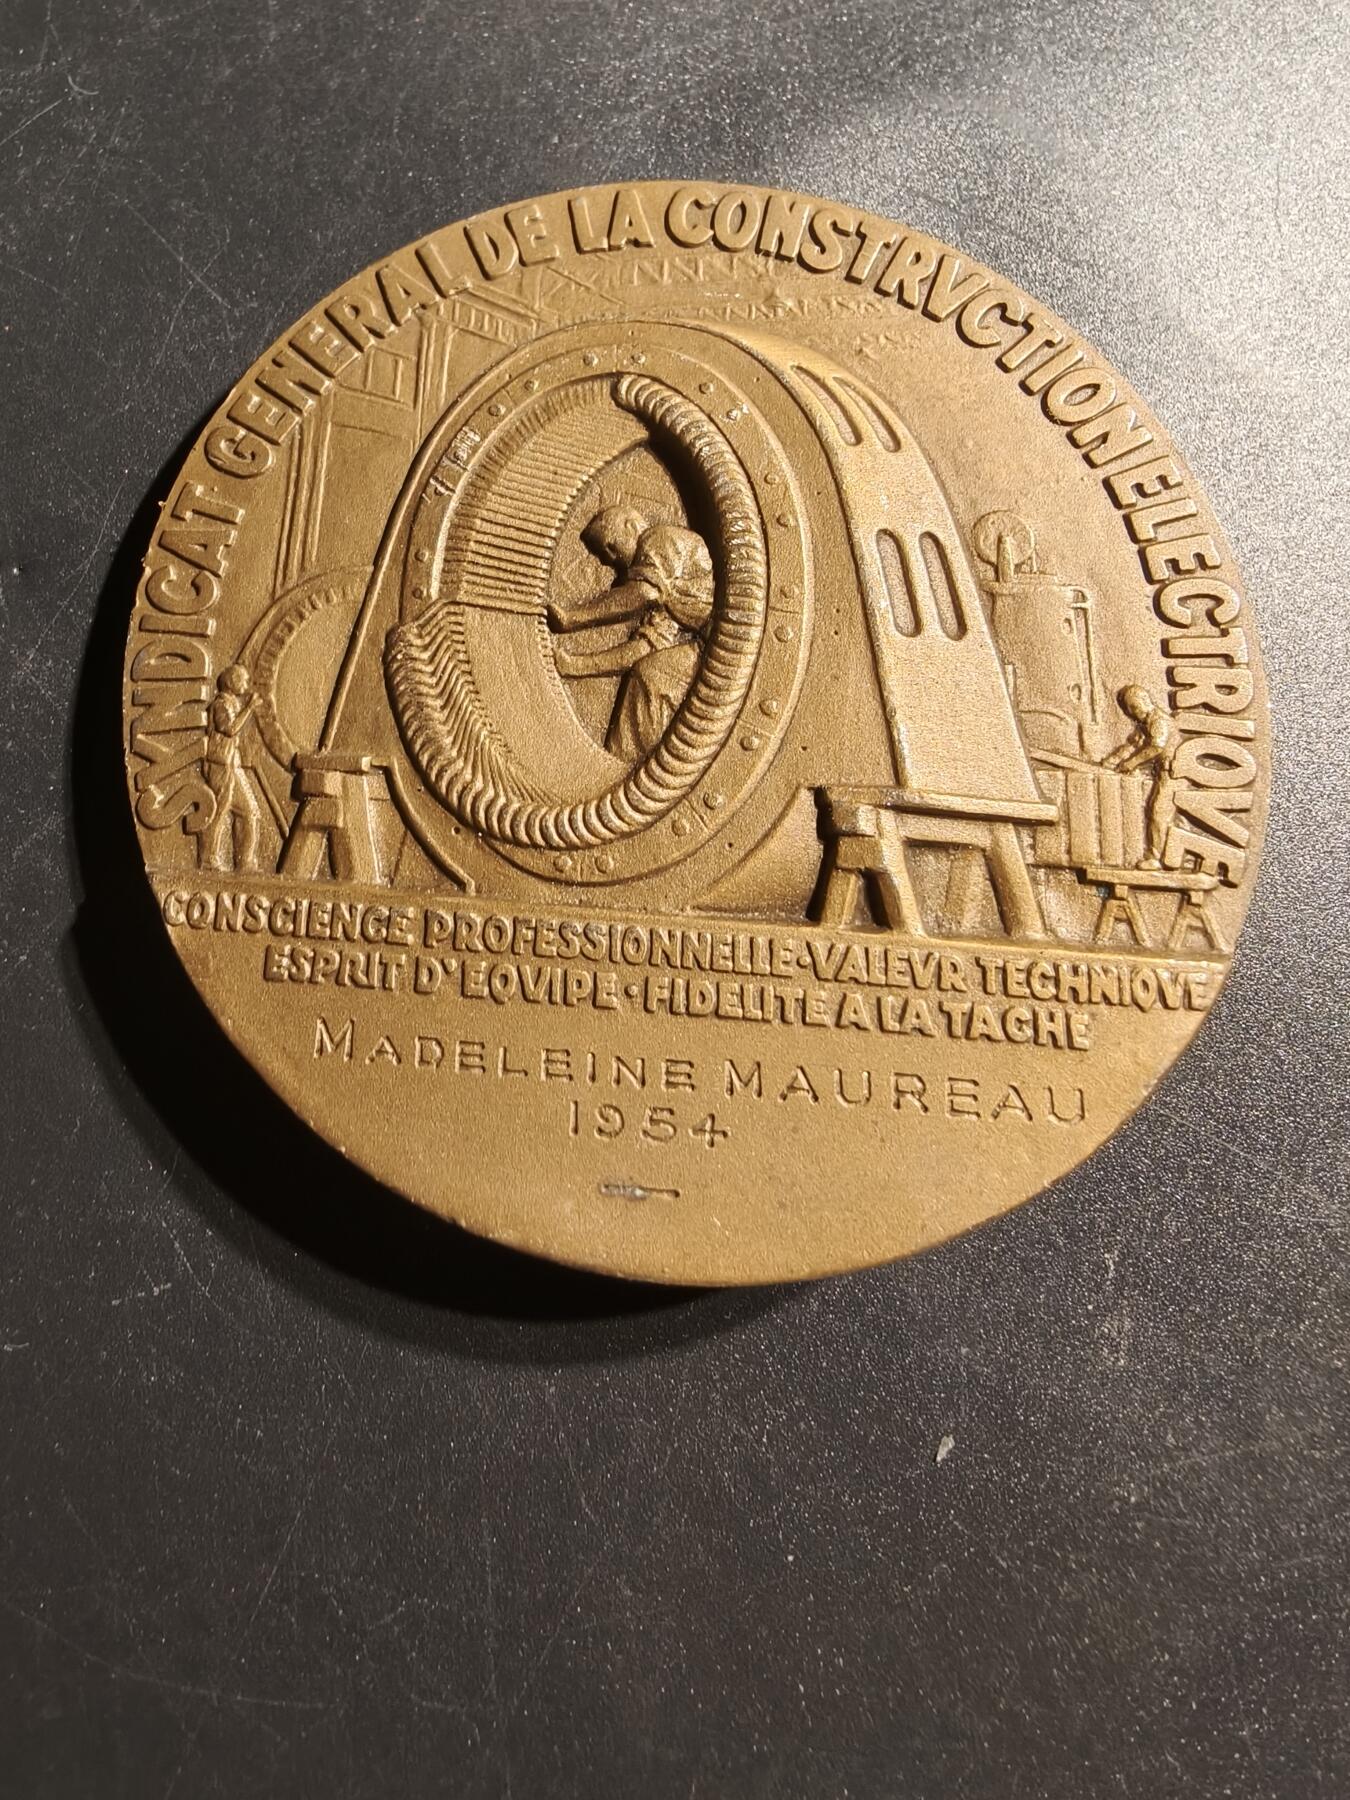 SYNDICAT GENERAL DE LA CONSTRVCTION ELECTRIQVE
CONSCIENCE PROFESSIONNELLE·VALEVR TECHNIQVE
ESPRIT D'EQVIPE·FIDELITE A LA TACHE
MADELEINE MAUREAU
1954